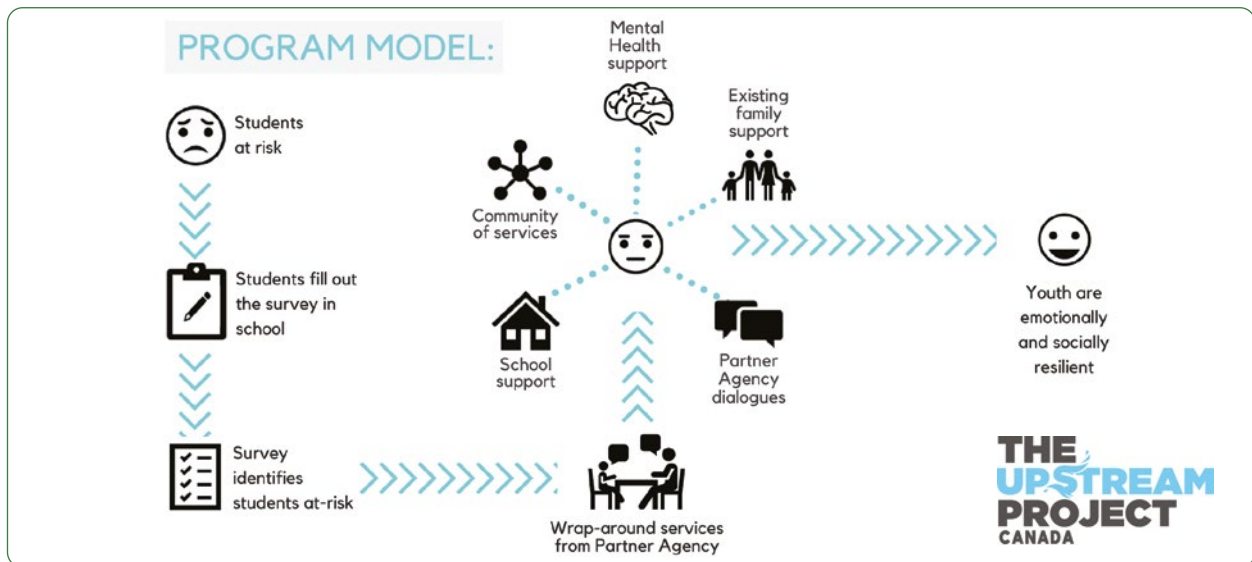 PROGRAM MODEL:
Students
at risk
Students fill out
the survey in
school
Survey
identifies
students at-risk
Wrap-around services
from Partner Agency
Mental
Health
support
Existing
family
support
Community
of services
School
support
Partner
Agency
dialogues
Youth are
emotionally
and socially
resilient
THE
UPSTREAM
PROJECT
CANADA